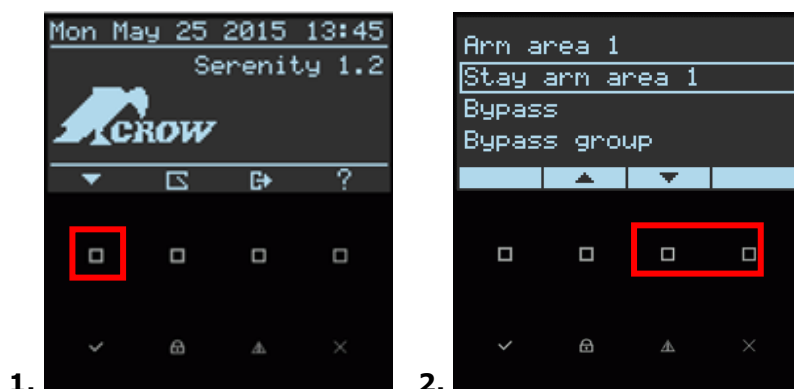 Mon May 25 2015 13:45
Serenity 1.2
CROW
?
1.
Arm area 1
Stay arm area 1
Bypass
Bypass group
2.